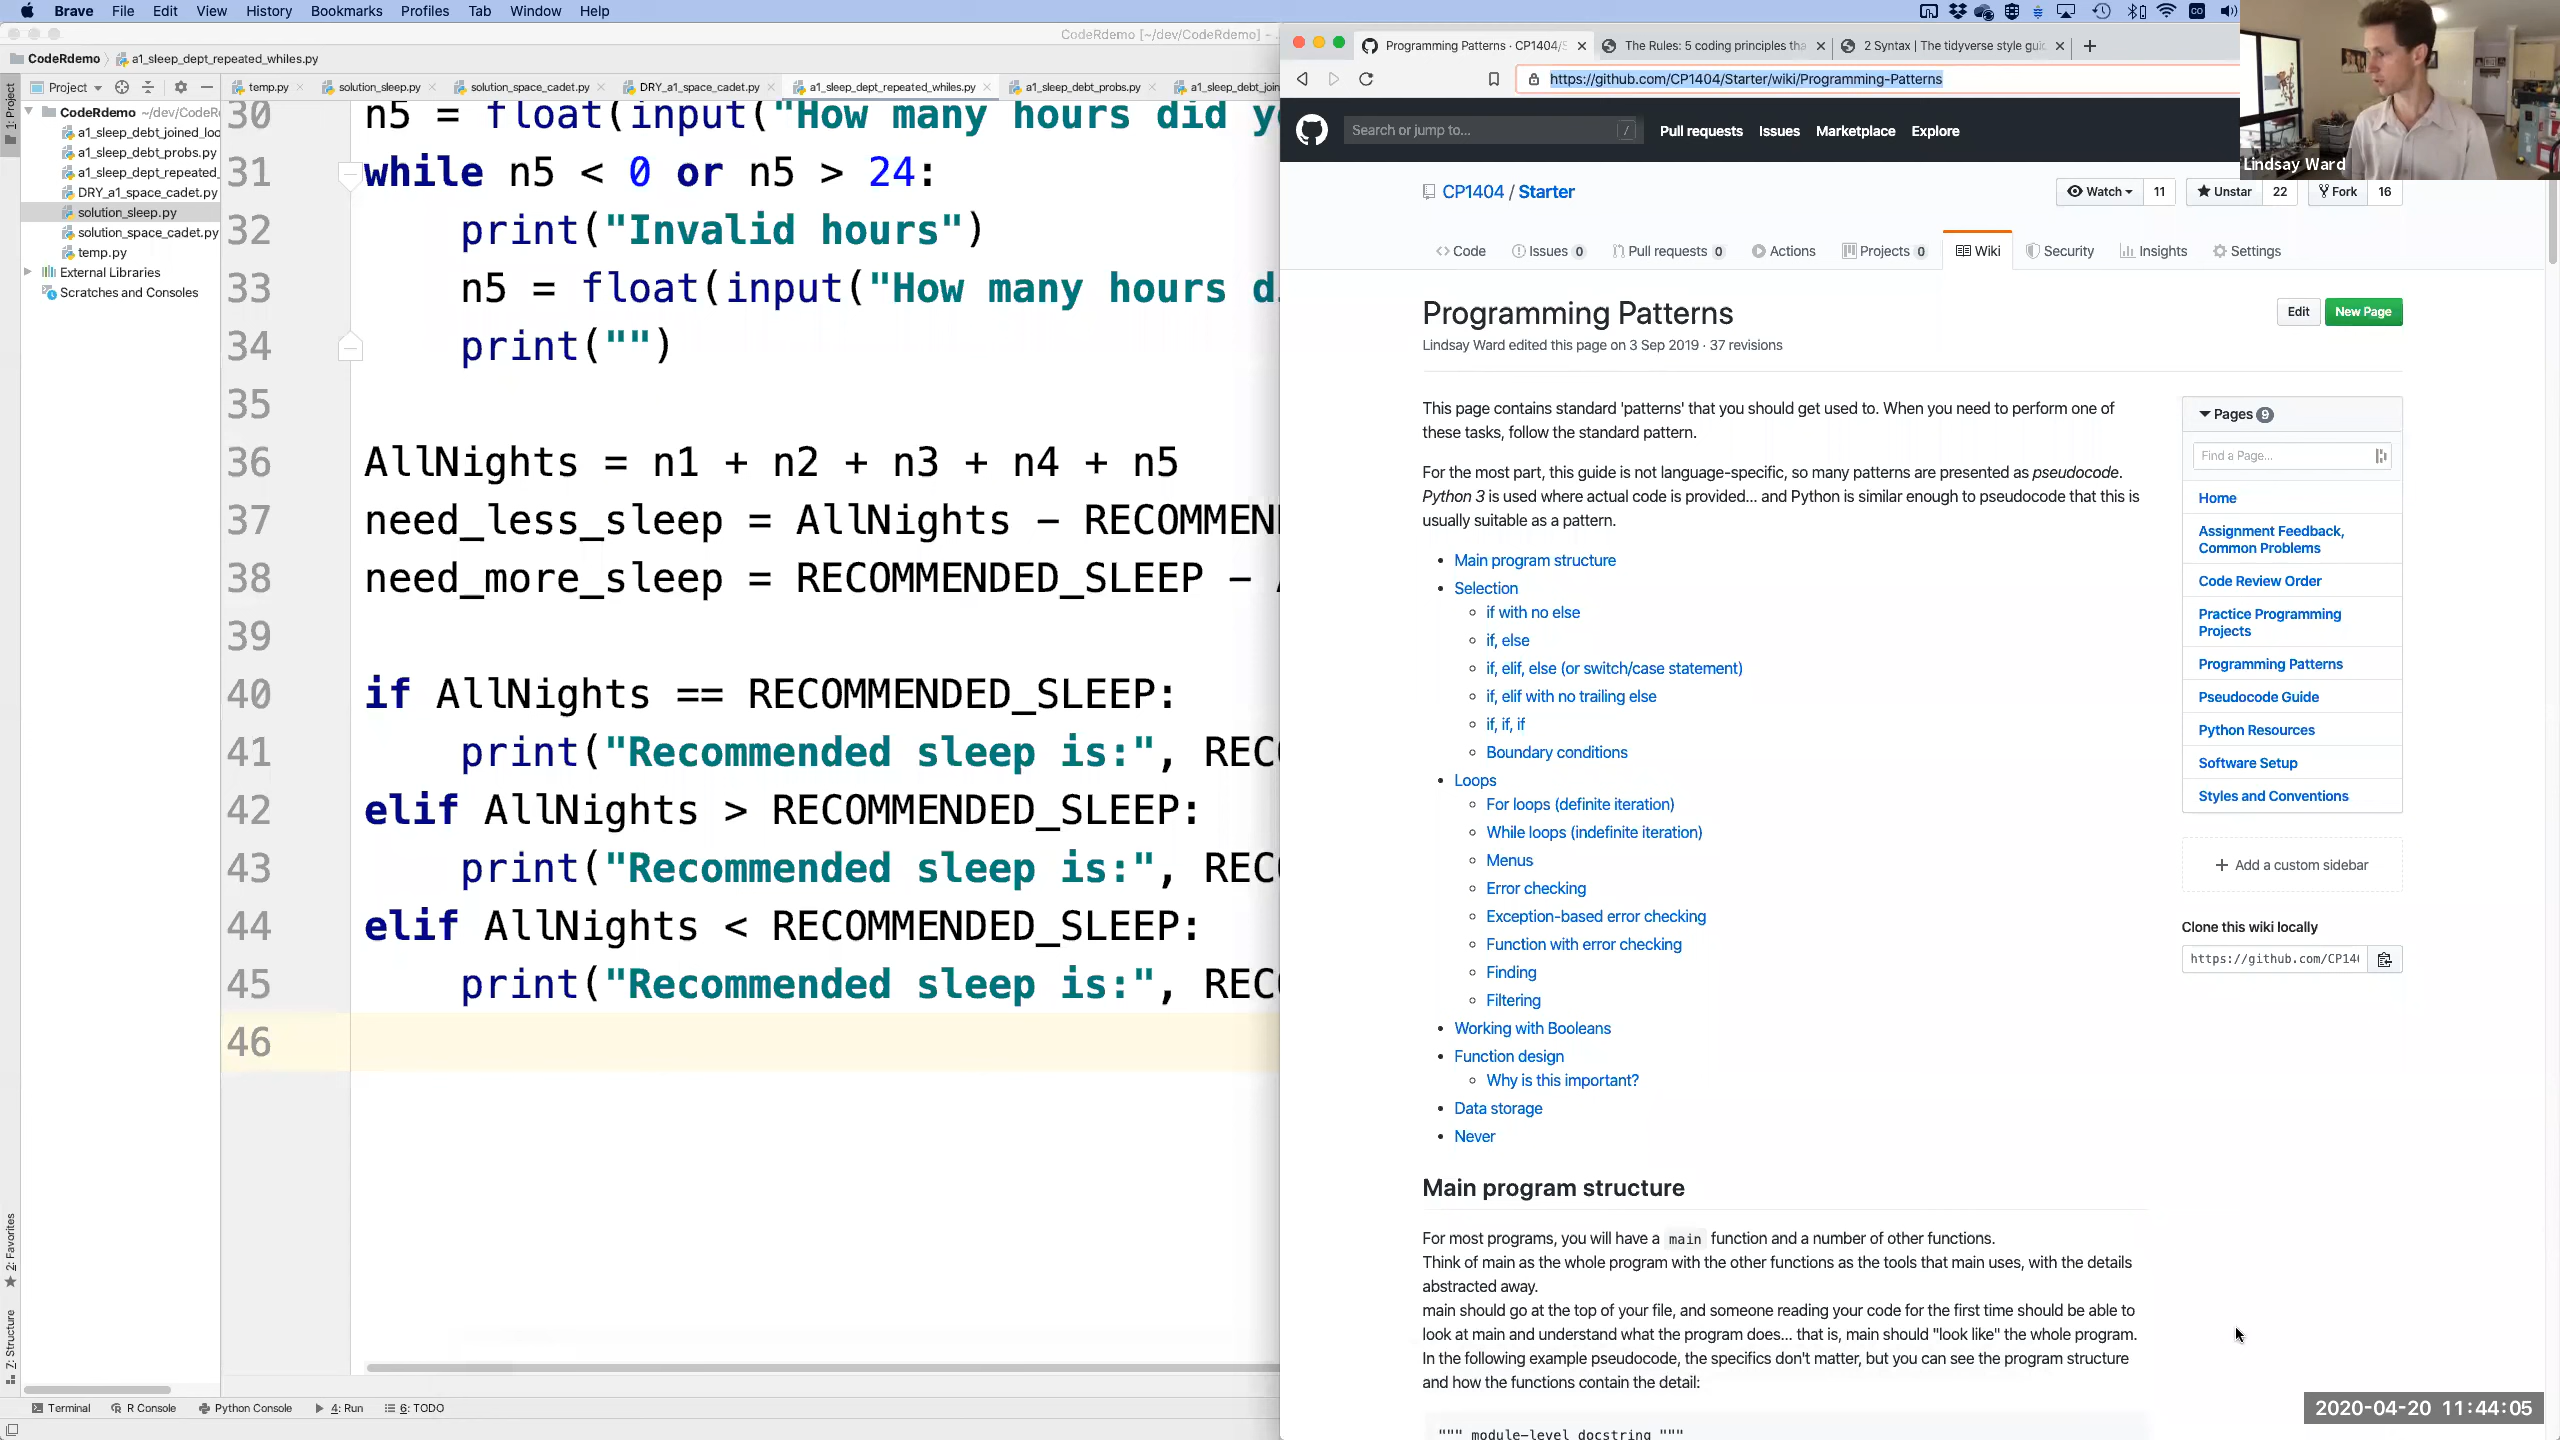 Brave File Edit View History Bookmarks Profiles Tab Window Help
CodeRdemo [~/dev/CodeRdemo] –
CodeRdemo a1_sleep_dept_repeated_whiles.py
Project
temp.py solution_sleep.py solution_space_cadet.py DRY_a1_space_cadet.py a1_sleep_dept_repeated_whiles.py a1_sleep_debt_probs.py a1_sleep_debt_join
1: Project
CodeRdemo ~/dev/CodeR
a1_sleep_debt_joined_loo
a1_sleep_debt_probs.py
a1_sleep_dept_repeated_
DRY_a1_space_cadet.py
solution_sleep.py
solution_space_cadet.py
temp.py
External Libraries
Scratches and Consoles
2: Favorites
7: Structure
30 n5 = float(input("How many hours did y
31 while n5 < 0 or n5 > 24:
32 print("Invalid hours")
33 n5 = float(input("How many hours d
34 print("")
35
36 AllNights = n1 + n2 + n3 + n4 + n5
37 need_less_sleep = AllNights - RECOMMEN
38 need_more_sleep = RECOMMENDED_SLEEP -
39
40 if AllNights == RECOMMENDED_SLEEP:
41 print("Recommended sleep is:", REC
42 elif AllNights > RECOMMENDED_SLEEP:
43 print("Recommended sleep is:", REC
44 elif AllNights < RECOMMENDED_SLEEP:
45 print("Recommended sleep is:", REC
46
Terminal R Console Python Console 4: Run 6: TODO
Programming Patterns · CP1404/S The Rules: 5 coding principles tha 2 Syntax | The tidyverse style gui
https://github.com/CP1404/Starter/wiki/Programming-Patterns
Search or jump to... / Pull requests Issues Marketplace Explore
Lindsay Ward
CP1404 / Starter
Watch 11 Unstar 22 Fork 16
Code Issues 0 Pull requests 0 Actions Projects 0 Wiki Security Insights Settings
Programming Patterns
Edit New Page
Lindsay Ward edited this page on 3 Sep 2019 · 37 revisions
This page contains standard 'patterns' that you should get used to. When you need to perform one of
these tasks, follow the standard pattern.
For the most part, this guide is not language-specific, so many patterns are presented as pseudocode.
Python 3 is used where actual code is provided... and Python is similar enough to pseudocode that this is
usually suitable as a pattern.
Main program structure
Selection
if with no else
if, else
if, elif, else (or switch/case statement)
if, elif with no trailing else
if, if, if
Boundary conditions
Loops
For loops (definite iteration)
While loops (indefinite iteration)
Menus
Error checking
Exception-based error checking
Function with error checking
Finding
Filtering
Working with Booleans
Function design
Why is this important?
Data storage
Never
Main program structure
For most programs, you will have a main function and a number of other functions.
Think of main as the whole program with the other functions as the tools that main uses, with the details
abstracted away.
main should go at the top of your file, and someone reading your code for the first time should be able to
look at main and understand what the program does... that is, main should "look like" the whole program.
In the following example pseudocode, the specifics don't matter, but you can see the program structure
and how the functions contain the detail:
""" module-level docstring """
Pages 9
Find a Page...
Home
Assignment Feedback,
Common Problems
Code Review Order
Practice Programming
Projects
Programming Patterns
Pseudocode Guide
Python Resources
Software Setup
Styles and Conventions
Add a custom sidebar
Clone this wiki locally
https://github.com/CP140
2020-04-20 11:44:05